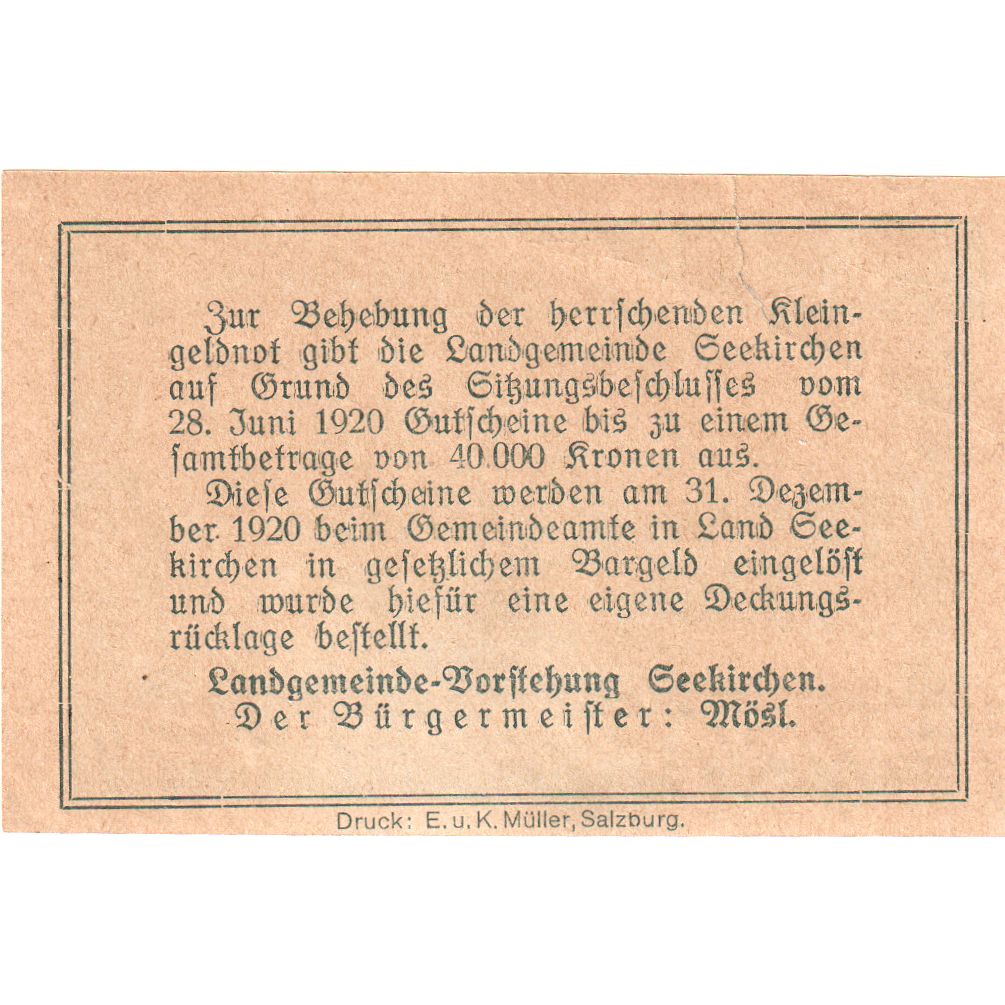 Zur Behebung der herrschenden Klein-
geldnot gibt die Landgemeinde Seekirchen
auf Grund des Sitzungsbeschlusses vom
28. Juni 1920 Gutscheine bis zu einem Ge-
samtbetrage von 40.000 Kronen aus.
Diese Gutscheine werden am 31. Dezem-
ber 1920 beim Gemeindeamte in Land See-
kirchen in gesetzlichem Bargeld eingelöst
und wurde hiefür eine eigene Deckungs-
rücklage bestellt.
Landgemeinde-Vorstehung Seekirchen.
Der Bürgermeister: Mösl.
Druck: E. u. K. Müller, Salzburg.